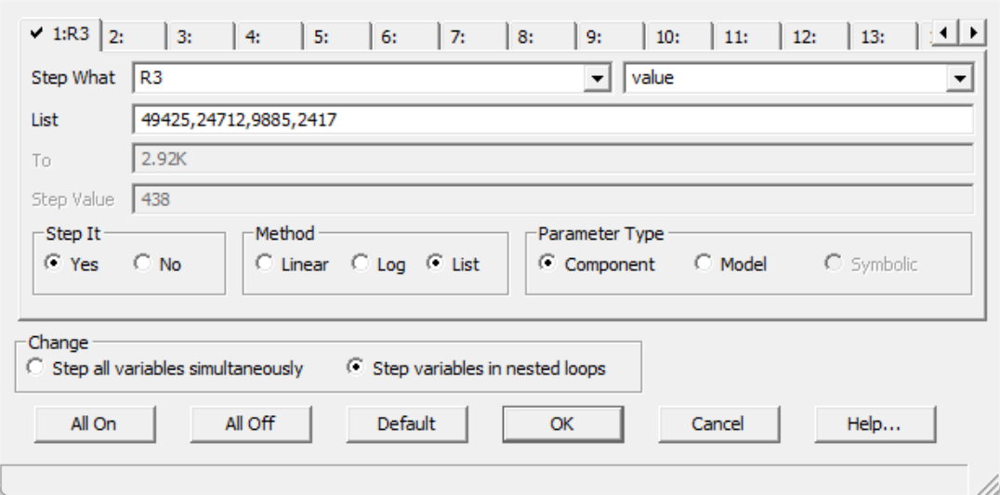 1:R3 2: 3: 4: 5: 6: 7: 8: 9: 10: 11: 12: 13:
Step What R3 value
List 49425,24712,9885,2417
To 2.92K
Step Value 438
Step It Method Parameter Type
Yes No Linear Log List Component Model Symbolic
Change
Step all variables simultaneously Step variables in nested loops
All On All Off Default OK Cancel Help...